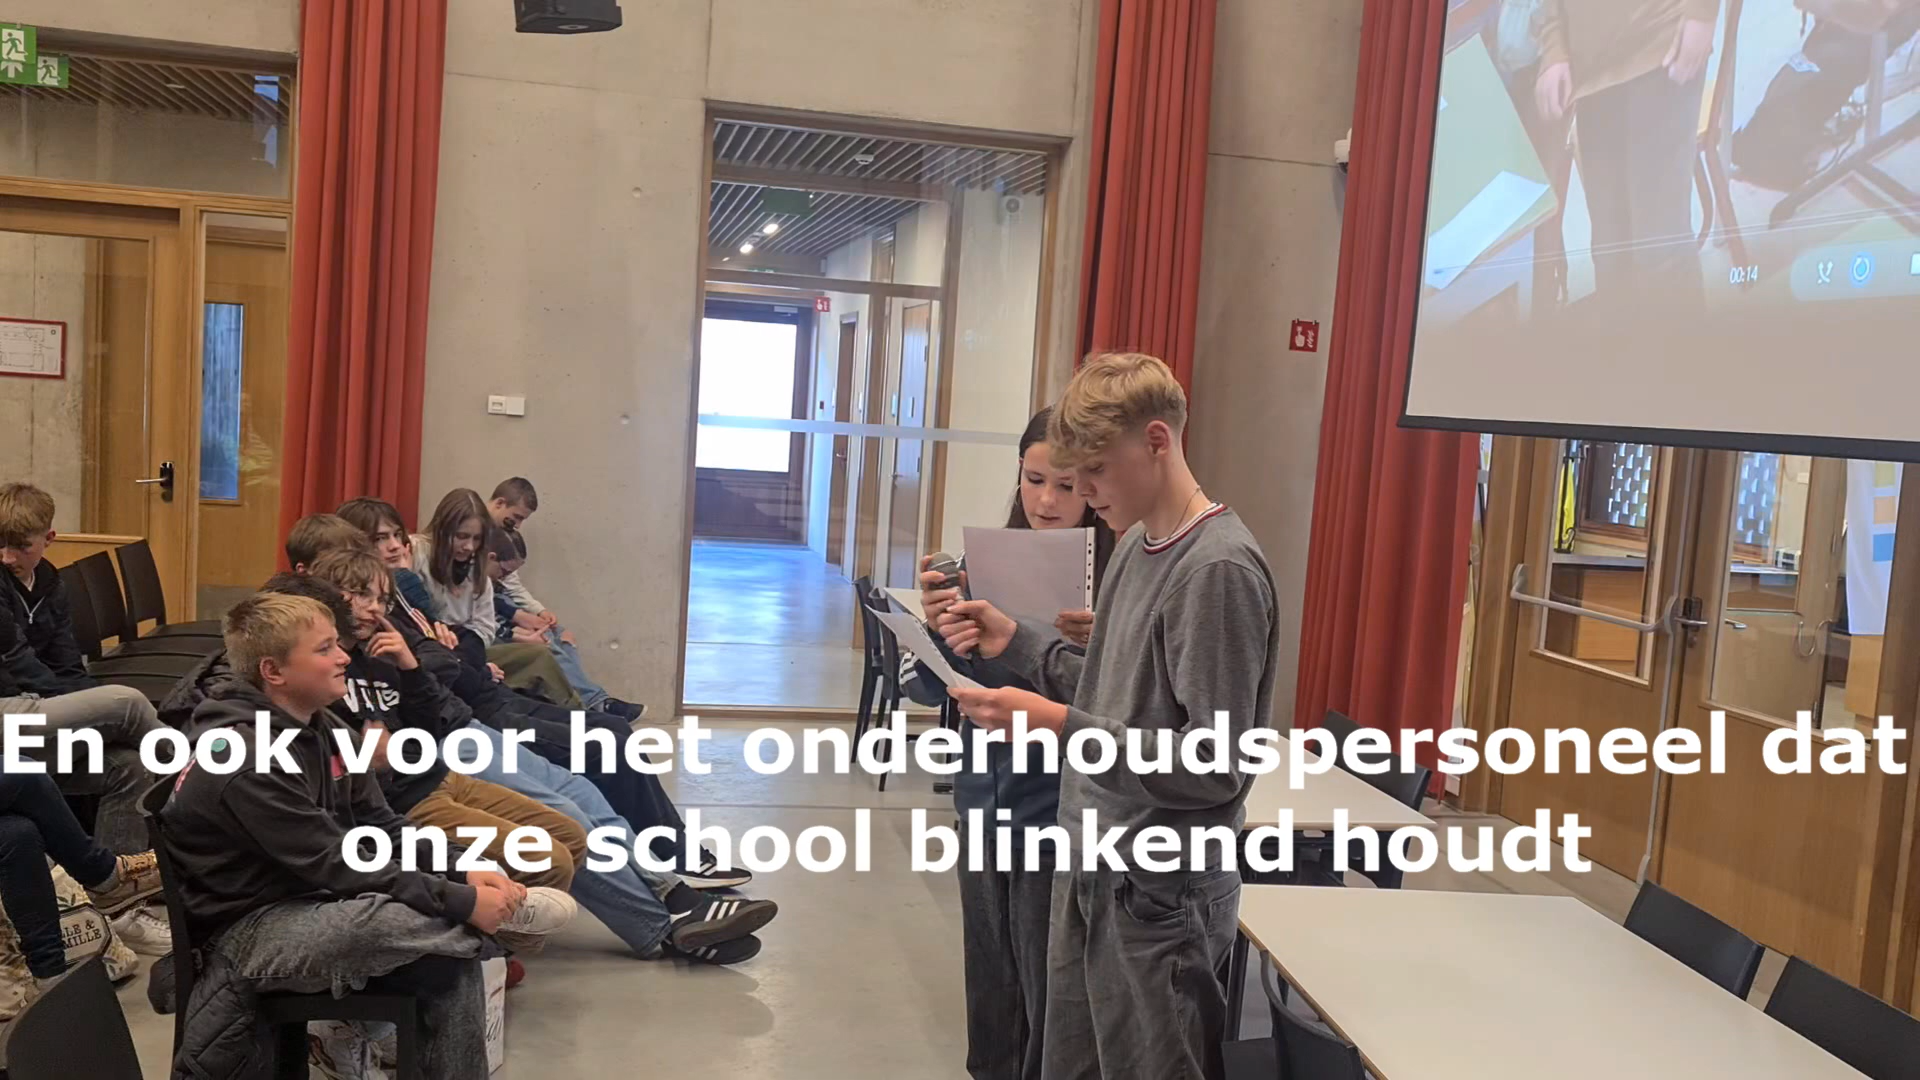 00:14
En ook voor het onderhoudspersoneel dat
onze school blinkend houdt